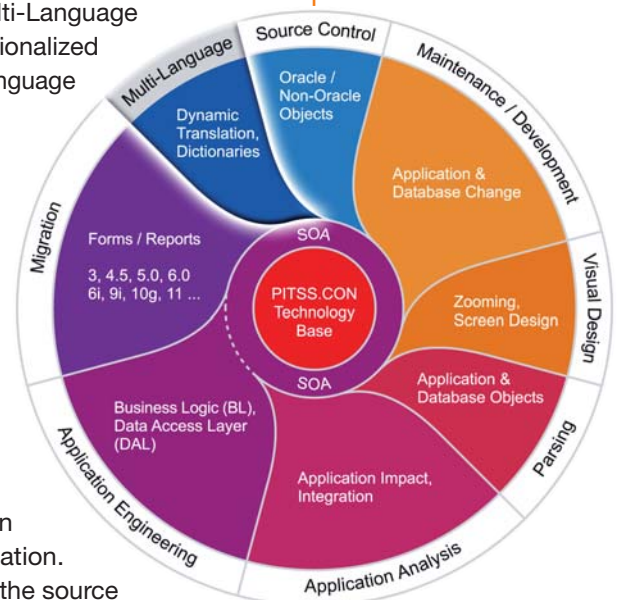 lti-Language
ionalized
nguage
Multi-Language
Source Control
Maintenance / Development
Visual Design
Parsing
Application Analysis
Application Engineering
Migration
Dynamic
Translation,
Dictionaries
Oracle /
Non-Oracle
Objects
Application &
Database Change
Zooming,
Screen Design
Application &
Database Objects
Application Impact,
Integration
Business Logic (BL),
Data Access Layer
(DAL)
Forms / Reports
3, 4.5, 5.0, 6.0
6i, 9i, 10g, 11 ...
SOA
PITSS.CON
Technology
Base
SOA
n
ation.
the source